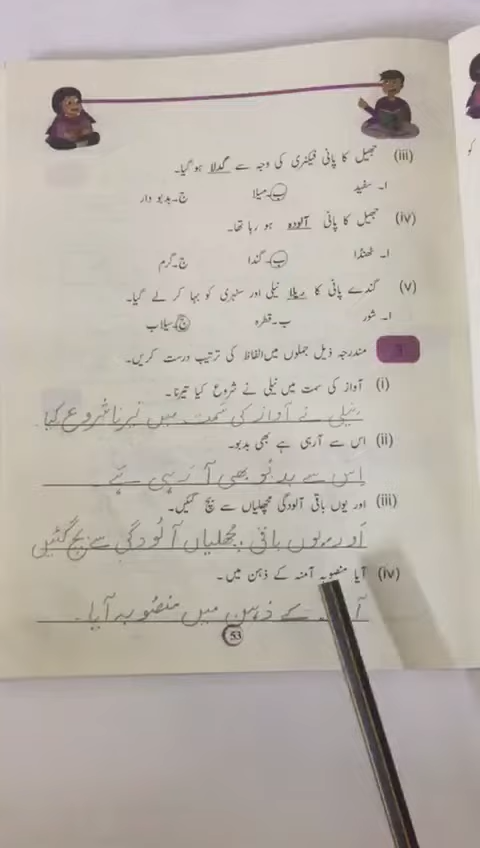 (iii) جھیل کا پانی فیکٹری کی وجہ سے گدلا ہو گیا۔
ا۔ سفید ب۔ میلا ج۔ بدبو دار
(iv) جھیل کا پانی آلودہ ہو رہا تھا۔
ا۔ ٹھنڈا ب۔ گندا ج۔ گرم
(v) گندے پانی کا ریلا نیلی اور سنہری کو بہا کر لے گیا۔
ا۔ شور ب۔ قطرہ ج۔ سیلاب
3 مندرجہ ذیل جملوں میں الفاظ کی ترتیب درست کریں۔
(i) آواز کی سمت میں نیلی نے شروع کیا تیرنا۔
نیلی نے آواز کی سمت میں تیرنا شروع کیا۔
(ii) اس سے آرہی ہے بھی بدبو۔
اس سے بدبو بھی آ رہی ہے۔
(iii) اور یوں باقی آلودگی مچھلیاں سے بچ گئیں۔
اور یوں باقی مچھلیاں آلودگی سے بچ گئیں
(iv) آیا منصوبہ آمنہ کے ذہن میں۔
کے ذہن میں منصوبہ آیا۔
53
کو